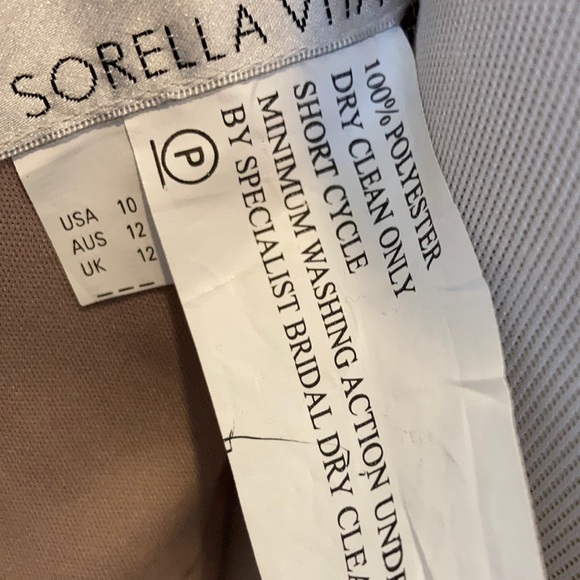 SORELLA VITA
USA 10
AUS 12
UK 12
P
100% POLYESTER
DRY CLEAN ONLY
SHORT CYCLE
MINIMUM WASHING ACTION UNDE
BY SPECIALIST BRIDAL DRY CLEA